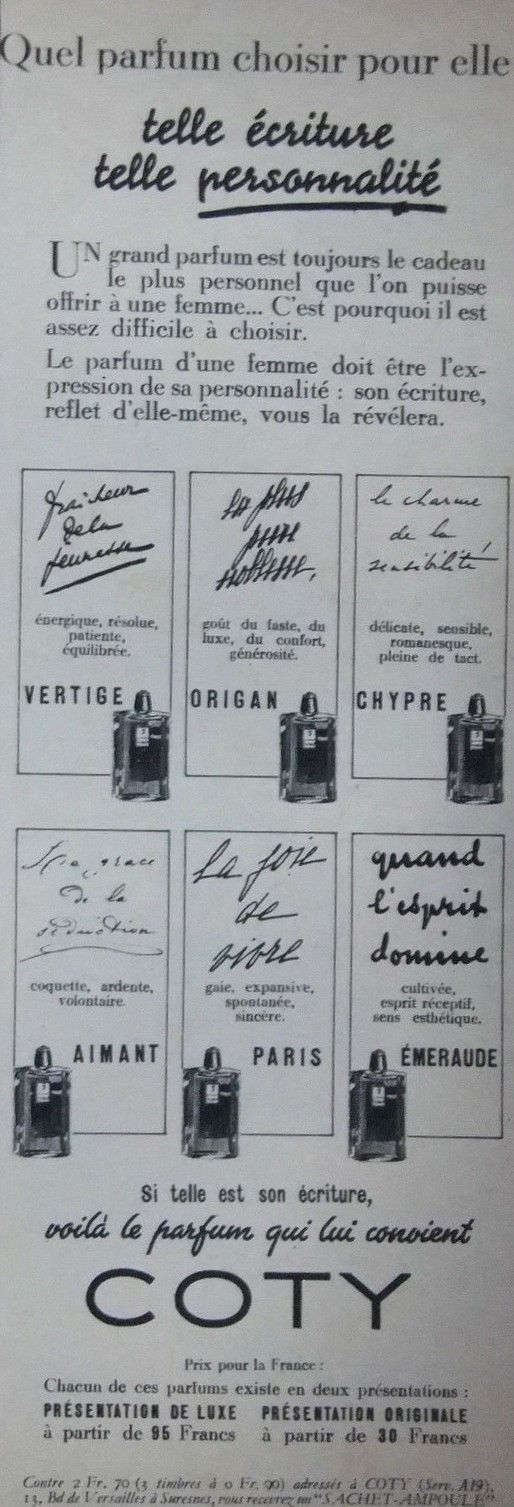 Quel parfum choisir pour elle
telle écriture
telle personnalité
UN grand parfum est toujours le cadeau
le plus personnel que l'on puisse
offrir à une femme... C'est pourquoi il est
assez difficile à choisir.
Le parfum d'une femme doit être l'ex-
pression de sa personnalité : son écriture,
reflet d'elle-même, vous la révélera.
fraîcheur
de la
jeunesse
énergique, résolue,
patiente,
équilibrée.
VERTIGE
la plus
pure
noblesse,
goût du faste, du
luxe, du confort,
générosité.
ORIGAN
le charme
de la
sensibilité
délicate, sensible,
romanesque,
pleine de tact.
CHYPRE
la grace
de la
séduction
coquette, ardente,
volontaire.
AIMANT
La joie
de
vivre
gaie, expansive,
spontanée,
sincère.
PARIS
quand
l'esprit
domine
cultivée,
esprit réceptif,
sens esthétique.
ÉMERAUDE
Si telle est son écriture,
voilà le parfum qui lui convient
COTY
Prix pour la France :
Chacun de ces parfums existe en deux présentations :
PRÉSENTATION DE LUXE PRÉSENTATION ORIGINALE
à partir de 95 Francs à partir de 30 Francs
Contre 2 Fr. 70 (3 timbres à 0 Fr. 90) adressés à COTY (Serv. A19),
13, Bd de Versailles à Suresnes, vous recevrez un "SACHET-AMPOULE"